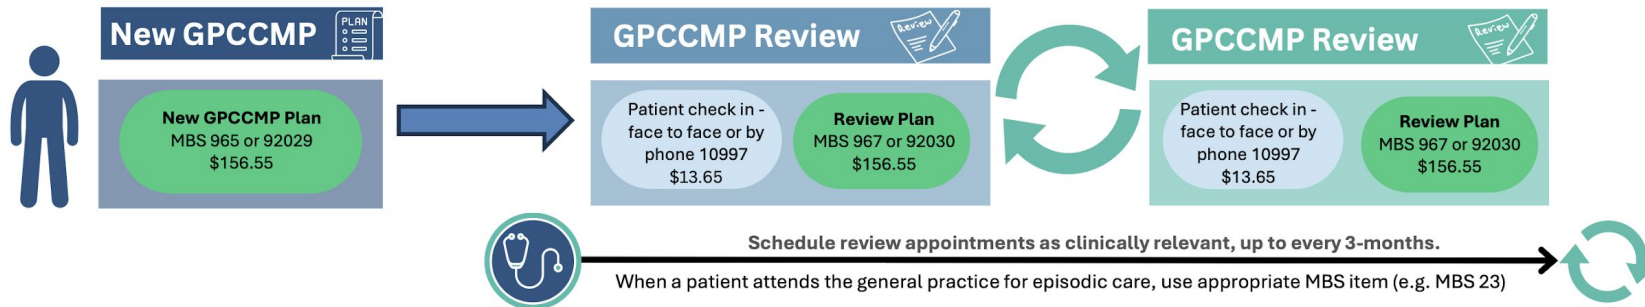 New GPCCMP
PLAN
New GPCCMP Plan
MBS 965 or 92029
$156.55
GPCCMP Review
Review
Patient check in -
face to face or by
phone 10997
$13.65
Review Plan
MBS 967 or 92030
$156.55
GPCCMP Review
Review
Patient check in -
face to face or by
phone 10997
$13.65
Review Plan
MBS 967 or 92030
$156.55
Schedule review appointments as clinically relevant, up to every 3-months.
When a patient attends the general practice for episodic care, use appropriate MBS item (e.g. MBS 23)